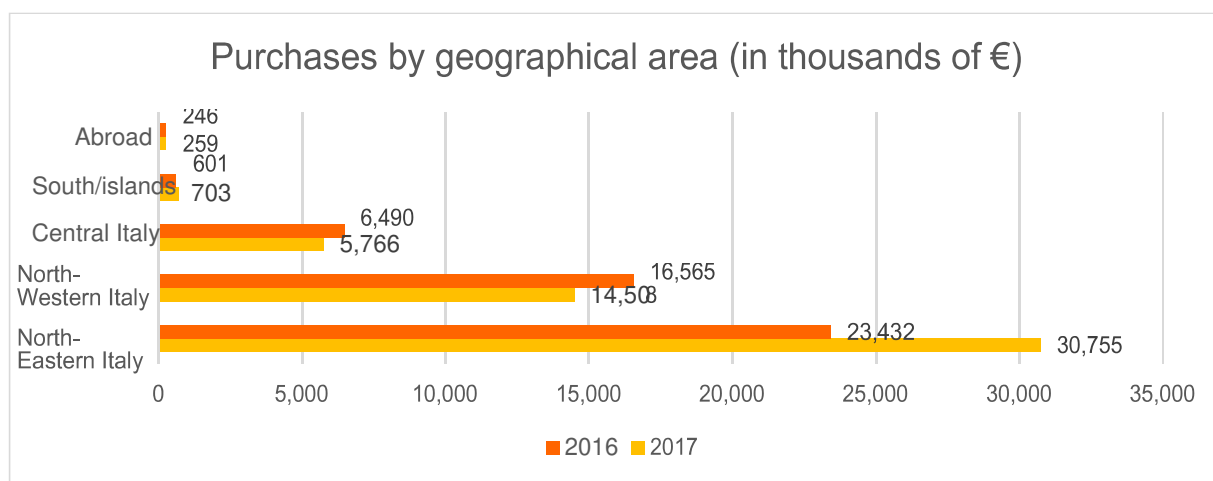 Purchases by geographical area (in thousands of €)
246
Abroad
259
601
South/islands
703
6,490
Central Italy
5,766
16,565
North-
Western Italy
14,508
23,432
North-
Eastern Italy
30,755
0 5,000 10,000 15,000 20,000 25,000 30,000 35,000
2016 2017